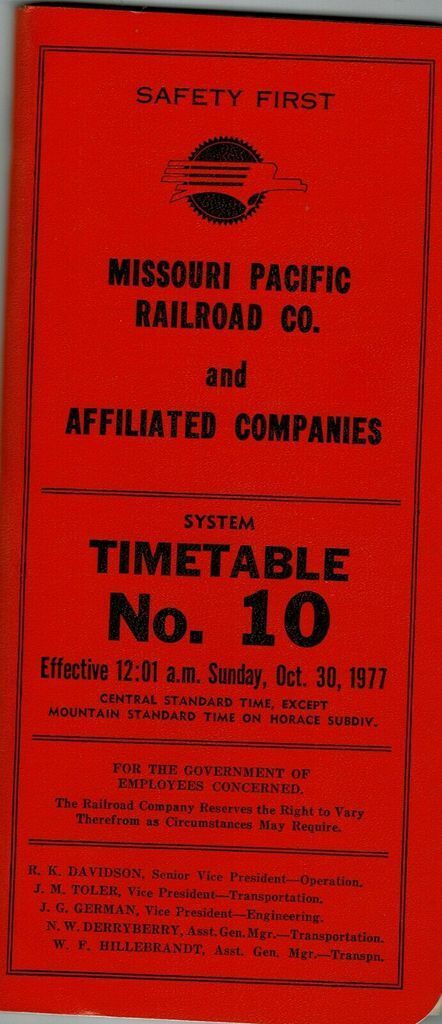 SAFETY FIRST
MISSOURI PACIFIC
RAILROAD CO.
and
AFFILIATED COMPANIES
SYSTEM
TIMETABLE
No. 10
Effective 12:01 a.m. Sunday, Oct. 30, 1977
CENTRAL STANDARD TIME, EXCEPT
MOUNTAIN STANDARD TIME ON HORACE SUBDIV.
FOR THE GOVERNMENT OF
EMPLOYEES CONCERNED.
The Railroad Company Reserves the Right to Vary
Therefrom as Circumstances May Require.
R. K. DAVIDSON, Senior Vice President—Operation.
J. M. TOLER, Vice President—Transportation.
J. G. GERMAN, Vice President—Engineering.
N. W. DERRYBERRY, Asst. Gen. Mgr.—Transportation.
W. F. HILLEBRANDT, Asst. Gen. Mgr.—Transpn.